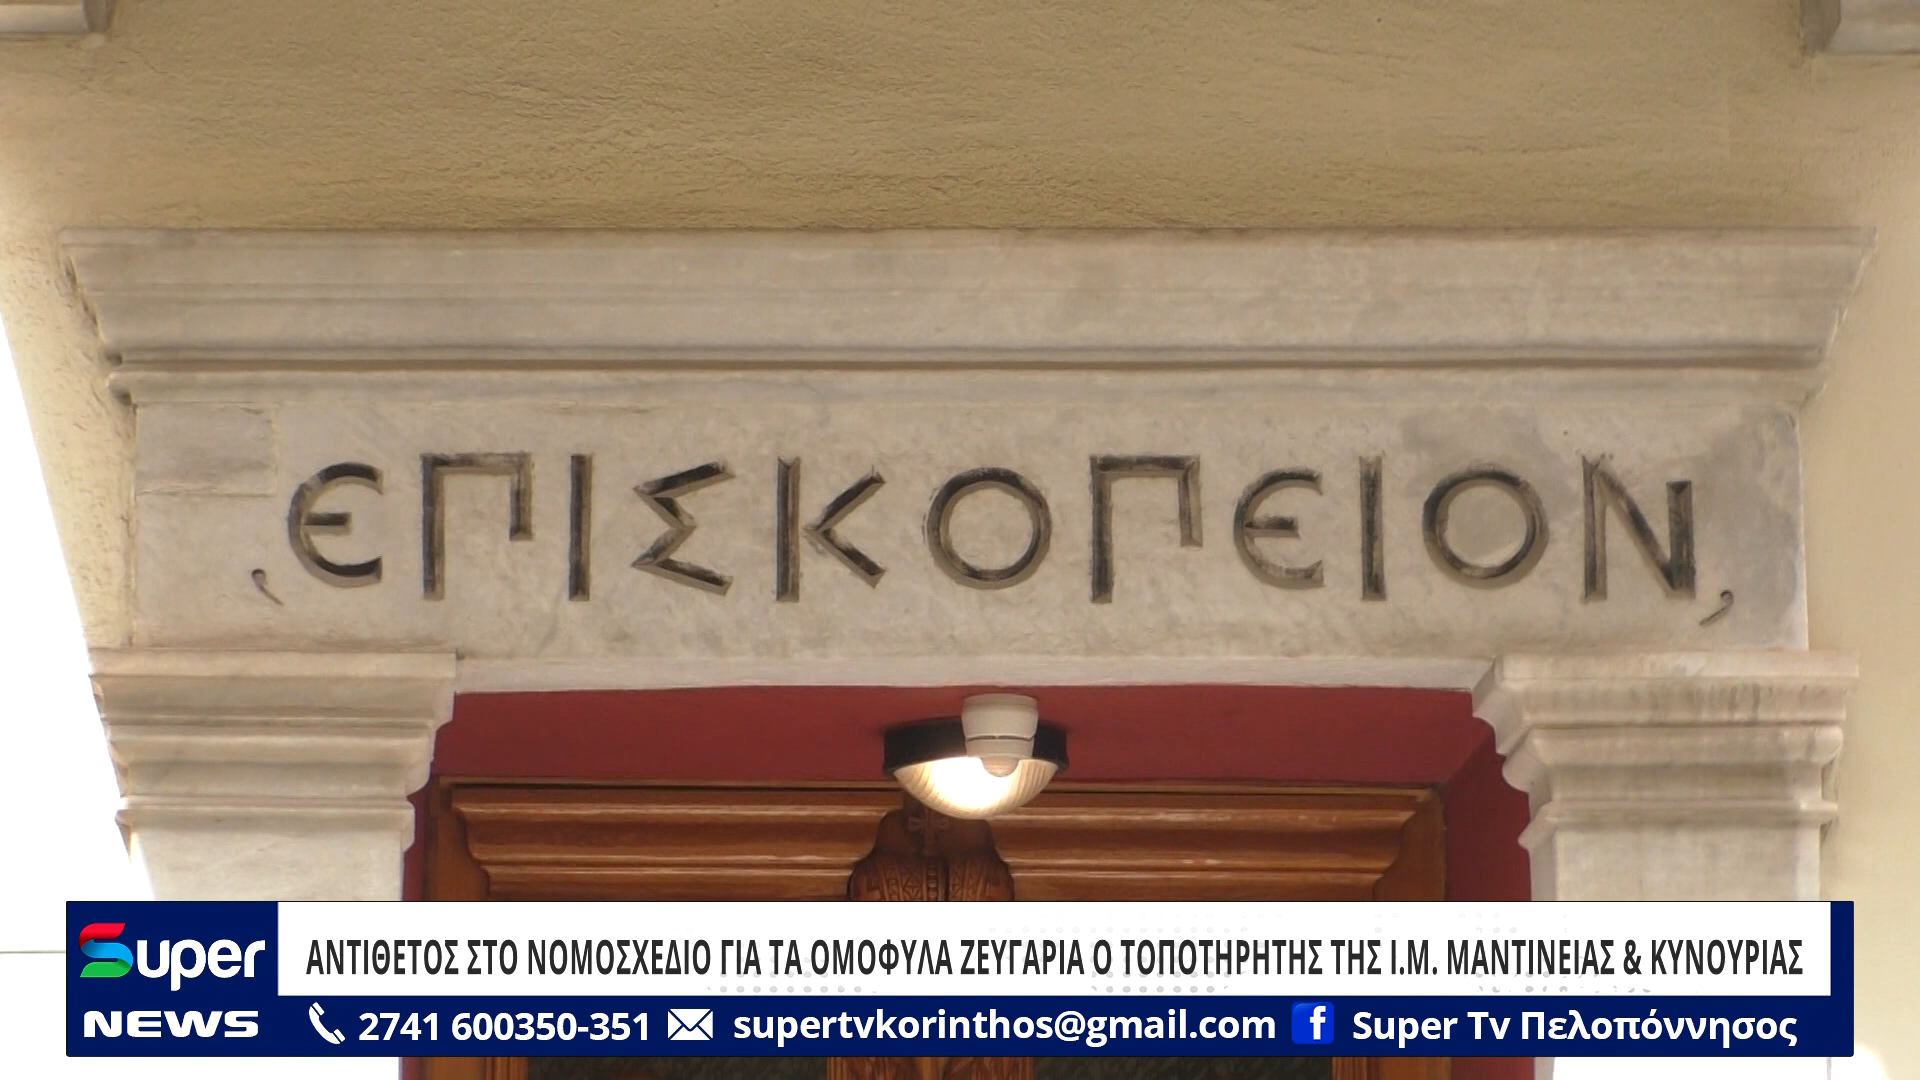 ‚ЄΠΙΣΚΟΠЄΙΟΝ‚
Super
NEWS
ΑΝΤΙΘΕΤΟΣ ΣΤΟ ΝΟΜΟΣΧΕΔΙΟ ΓΙΑ ΤΑ ΟΜΟΦΥΛΑ ΖΕΥΓΑΡΙΑ Ο ΤΟΠΟΤΗΡΗΤΗΣ ΤΗΣ Ι.Μ. ΜΑΝΤΙΝΕΙΑΣ & ΚΥΝΟΥΡΙΑΣ
2741 600350-351 supertvkorinthos@gmail.com f Super Tv Πελοπόννησος